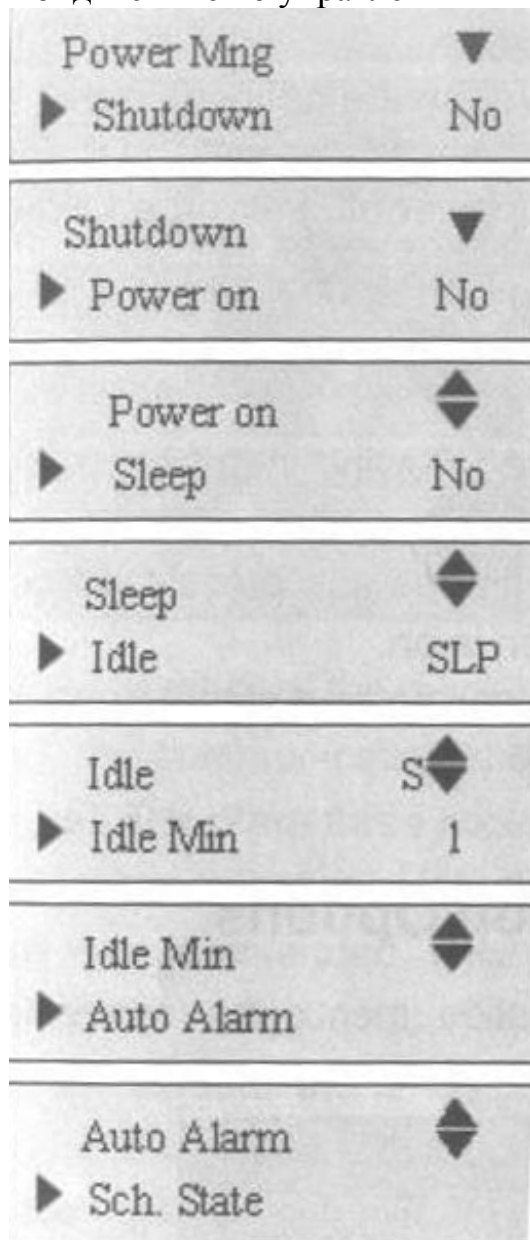 Power Mng ▼
▶ Shutdown No
Shutdown ▼
▶ Power on No
Power on
▶ Sleep No
Sleep
▶ Idle SLP
Idle S
▶ Idle Min 1
Idle Min
▶ Auto Alarm
Auto Alarm
▶ Sch. State